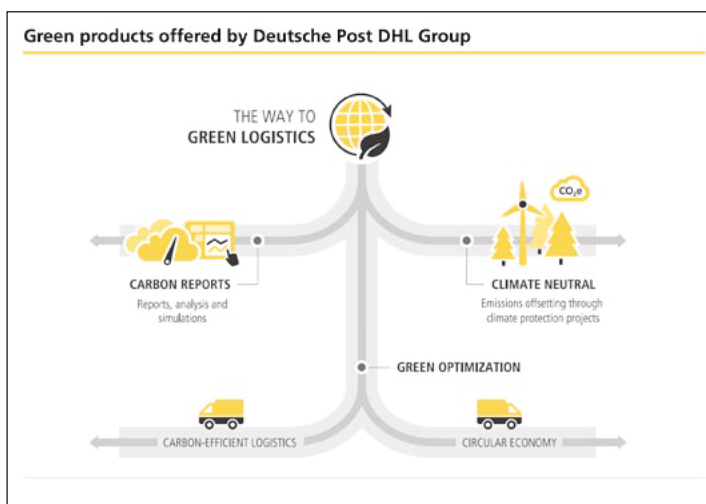 Green products offered by Deutsche Post DHL Group
THE WAY TO
GREEN LOGISTICS
CO₂e
CARBON REPORTS
Reports, analysis and
simulations
CLIMATE NEUTRAL
Emissions offsetting through
climate protection projects
GREEN OPTIMIZATION
CARBON-EFFICIENT LOGISTICS
CIRCULAR ECONOMY